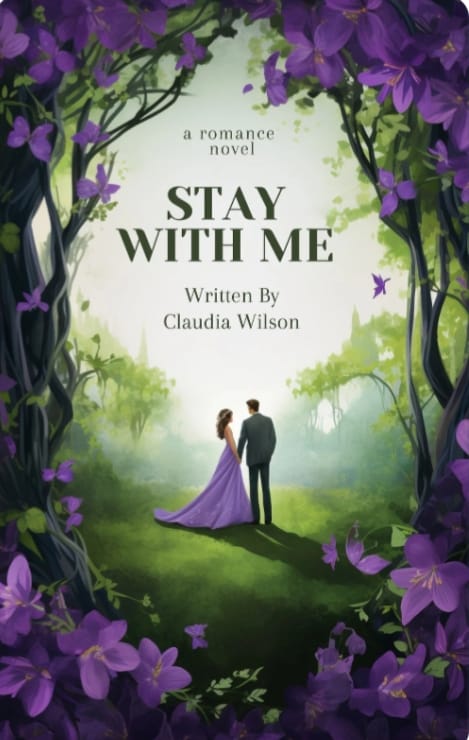 a romance
novel
STAY
WITH ME
Written By
Claudia Wilson